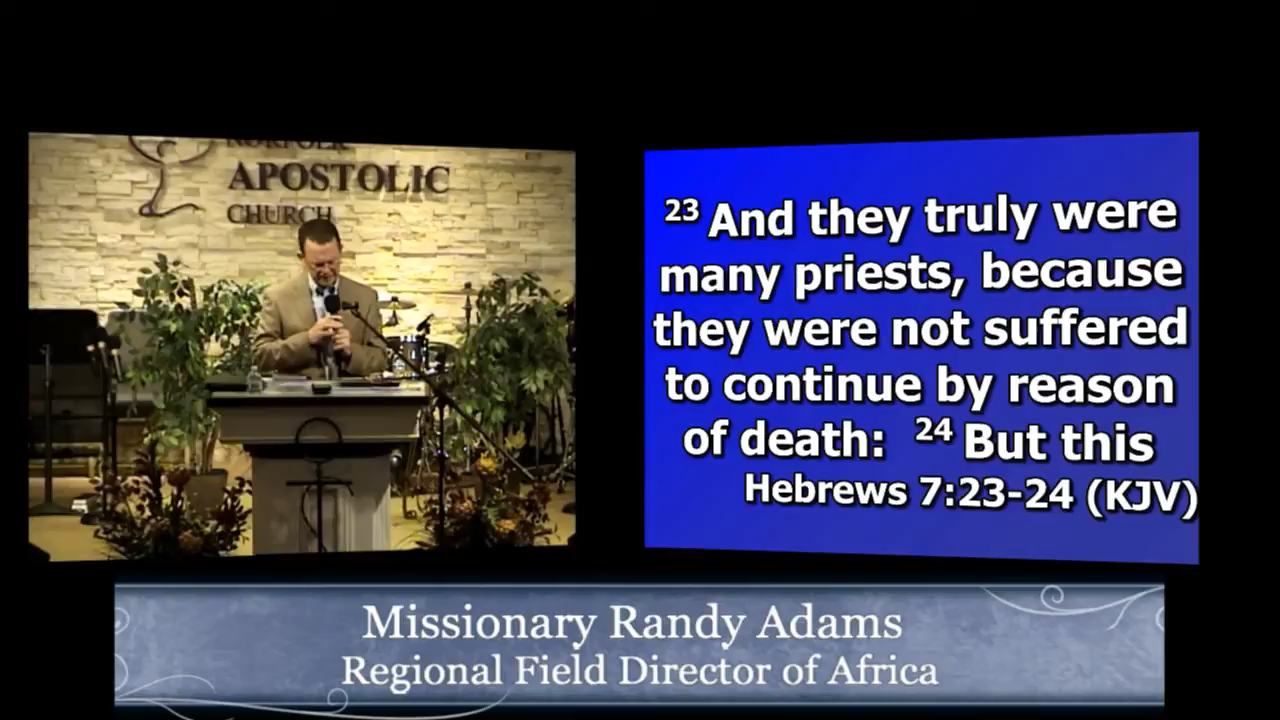 NORFOLK
APOSTOLIC
CHURCH
23 And they truly were
many priests, because
they were not suffered
to continue by reason
of death: 24 But this
Hebrews 7:23-24 (KJV)
Missionary Randy Adams
Regional Field Director of Africa